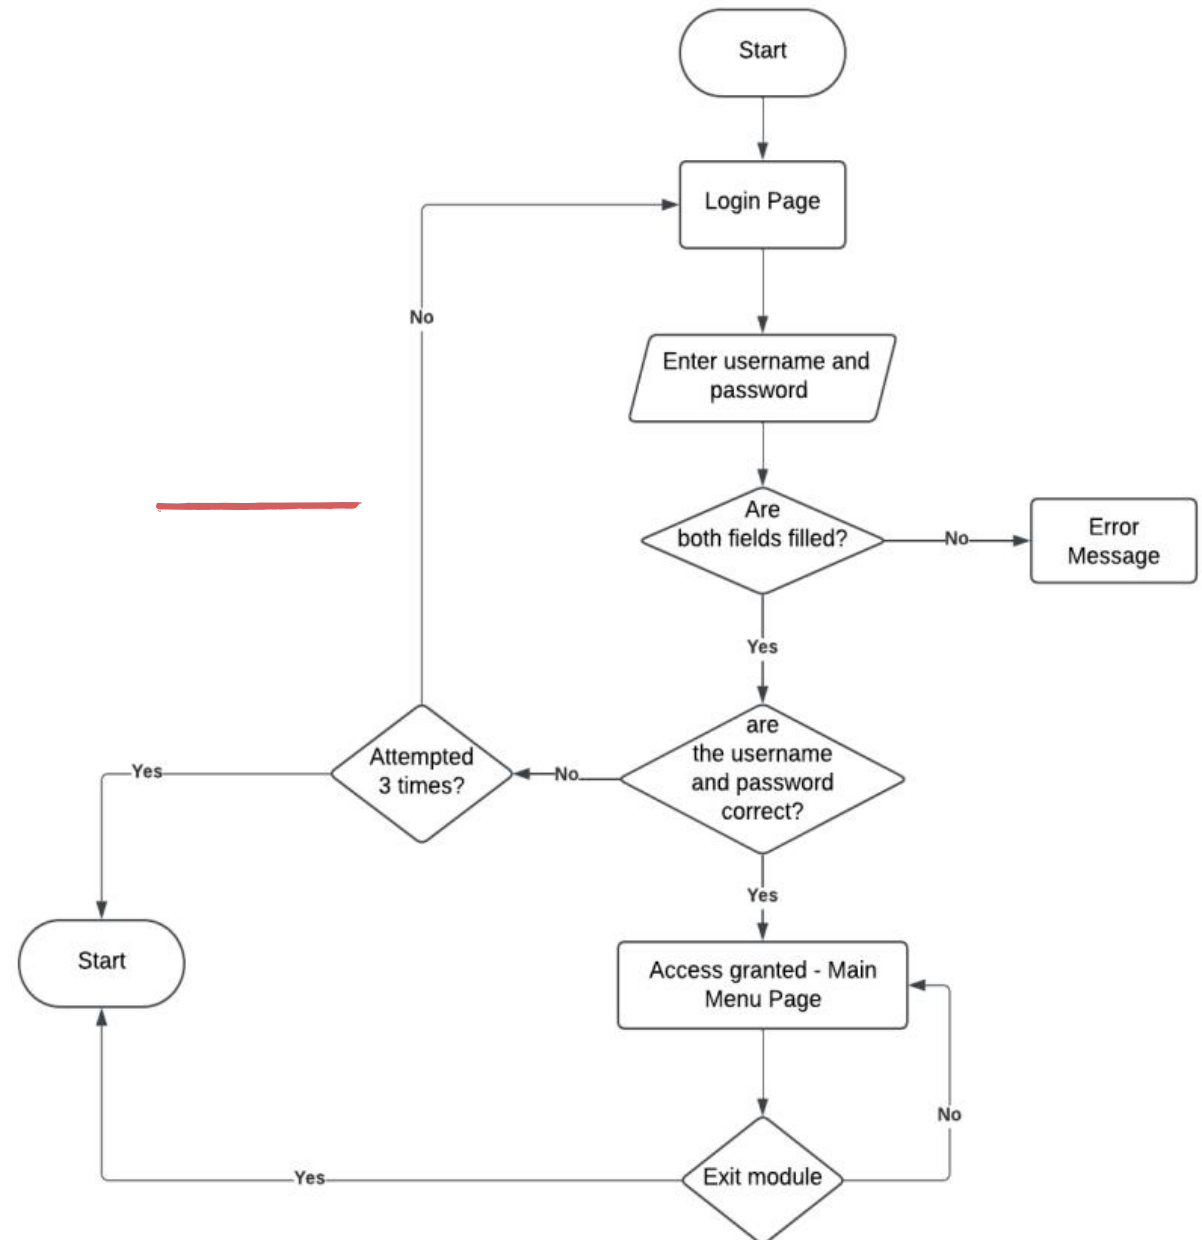 Start
Login Page
No
Enter username and
password
Are
both fields filled?
No
Error
Message
Yes
are
the username
and password
correct?
No
Attempted
3 times?
Yes
Yes
Start
Access granted - Main
Menu Page
No
Exit module
Yes